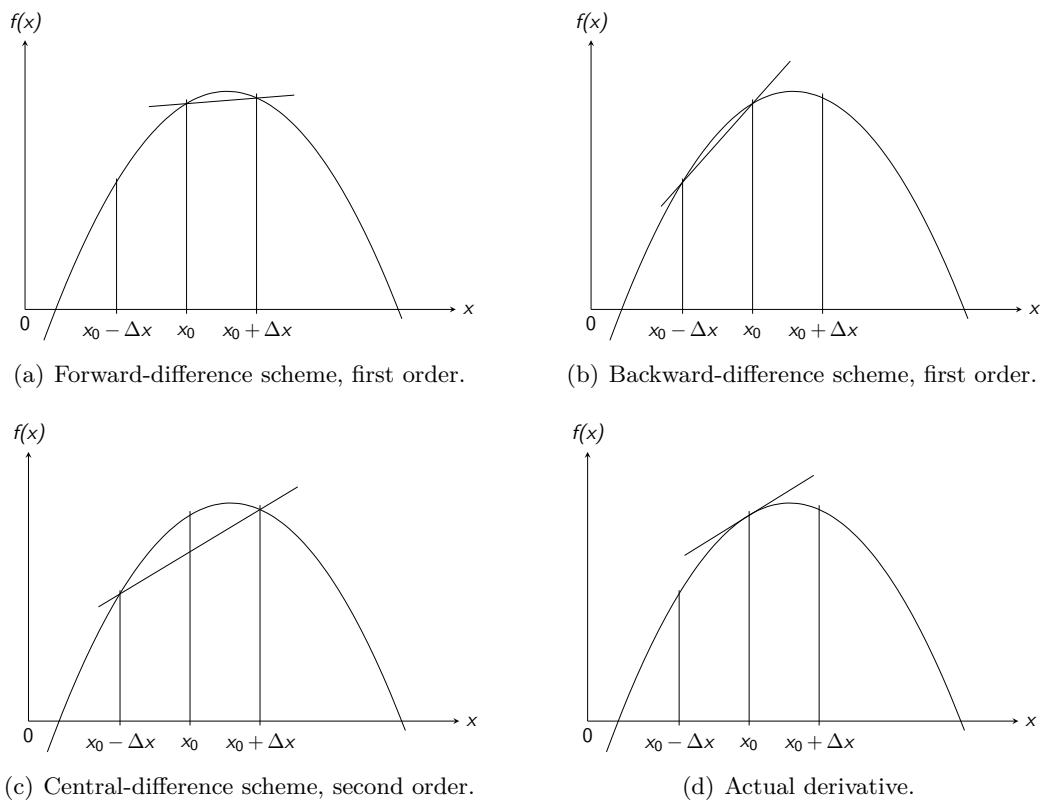 f(x)
0 x₀ − Δx x₀ x₀ + Δx x
(a) Forward-difference scheme, first order.
f(x)
0 x₀ − Δx x₀ x₀ + Δx x
(b) Backward-difference scheme, first order.
f(x)
0 x₀ − Δx x₀ x₀ + Δx x
(c) Central-difference scheme, second order.
f(x)
0 x₀ − Δx x₀ x₀ + Δx x
(d) Actual derivative.